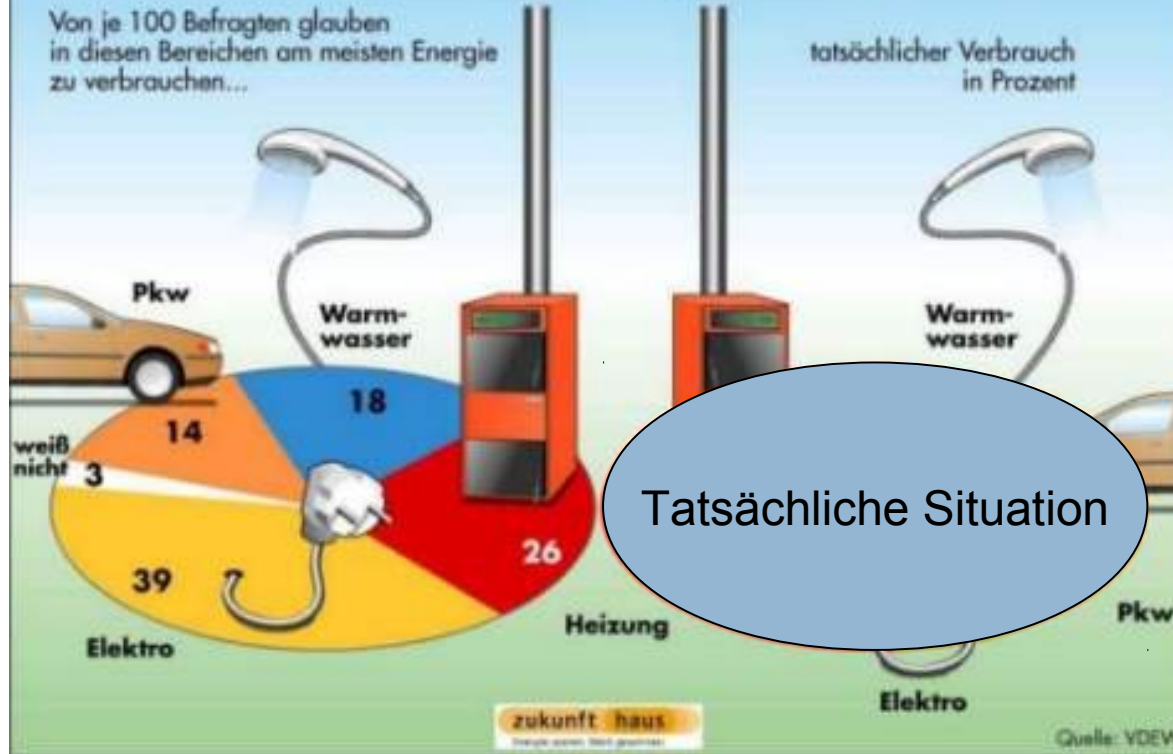 Von je 100 Befragten glauben
in diesen Bereichen am meisten Energie
zu verbrauchen...
tatsächlicher Verbrauch
in Prozent
Pkw
Warm-
wasser
18
14
weiß
nicht
3
39
26
Elektro
Heizung
Warm-
wasser
Tatsächliche Situation
Pkw
Elektro
zukunft haus
Quelle: VDEW